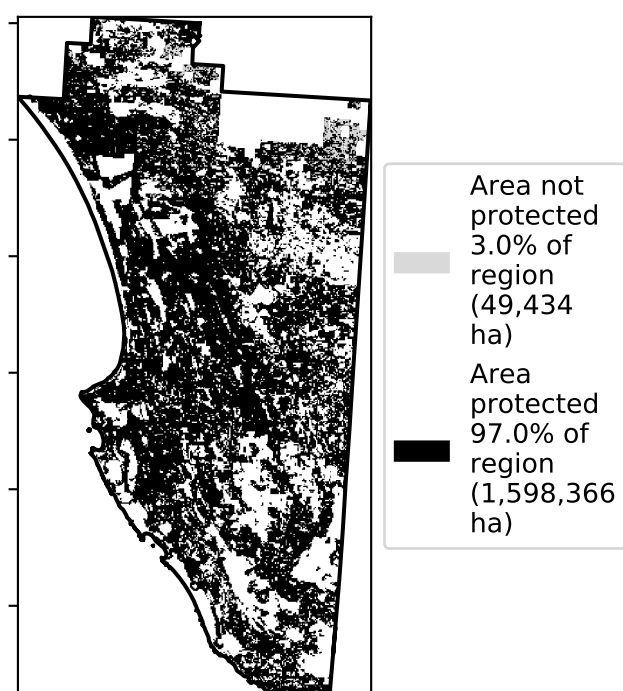 Area not
protected
3.0% of
region
(49,434
ha)
Area
protected
97.0% of
region
(1,598,366
ha)